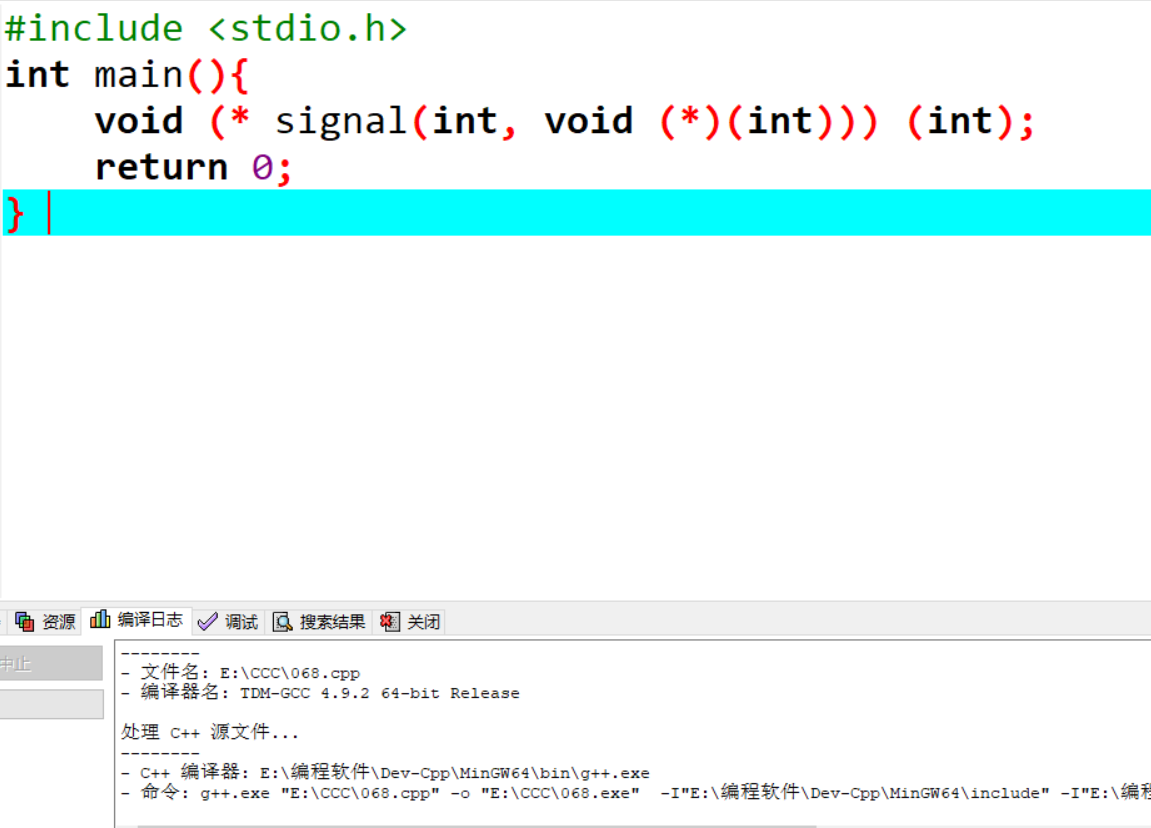 #include <stdio.h>
int main(){
    void (* signal(int, void (*)(int))) (int);
    return 0;
}
资源 编译日志 调试 搜索结果 关闭
中止
--------
- 文件名: E:\CCC\068.cpp
- 编译器名: TDM-GCC 4.9.2 64-bit Release
处理 C++ 源文件...
--------
- C++ 编译器: E:\编程软件\Dev-Cpp\MinGW64\bin\g++.exe
- 命令: g++.exe "E:\CCC\068.cpp" -o "E:\CCC\068.exe"  -I"E:\编程软件\Dev-Cpp\MinGW64\include" -I"E:\编程